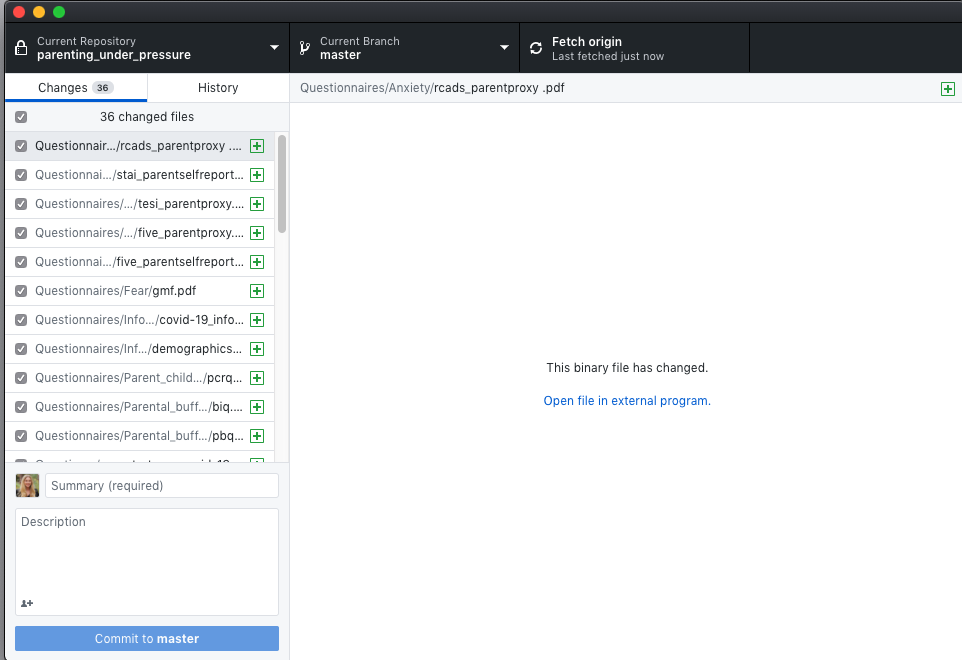 Current Repository
parenting_under_pressure
Current Branch
master
Fetch origin
Last fetched just now
Changes 36
History
Questionnaires/Anxiety/rcads_parentproxy .pdf
36 changed files
Questionnair.../rcads_parentproxy ....
Questionnai.../stai_parentselfreport...
Questionnaires/.../tesi_parentproxy....
Questionnaires/.../five_parentproxy....
Questionnai.../five_parentselfreport...
Questionnaires/Fear/gmf.pdf
Questionnaires/Info.../covid-19_info...
Questionnaires/Inf.../demographics...
Questionnaires/Parent_child.../pcrq...
Questionnaires/Parental_buff.../biq....
Questionnaires/Parental_buff.../pbq...
This binary file has changed.
Open file in external program.
Summary (required)
Description
Commit to master